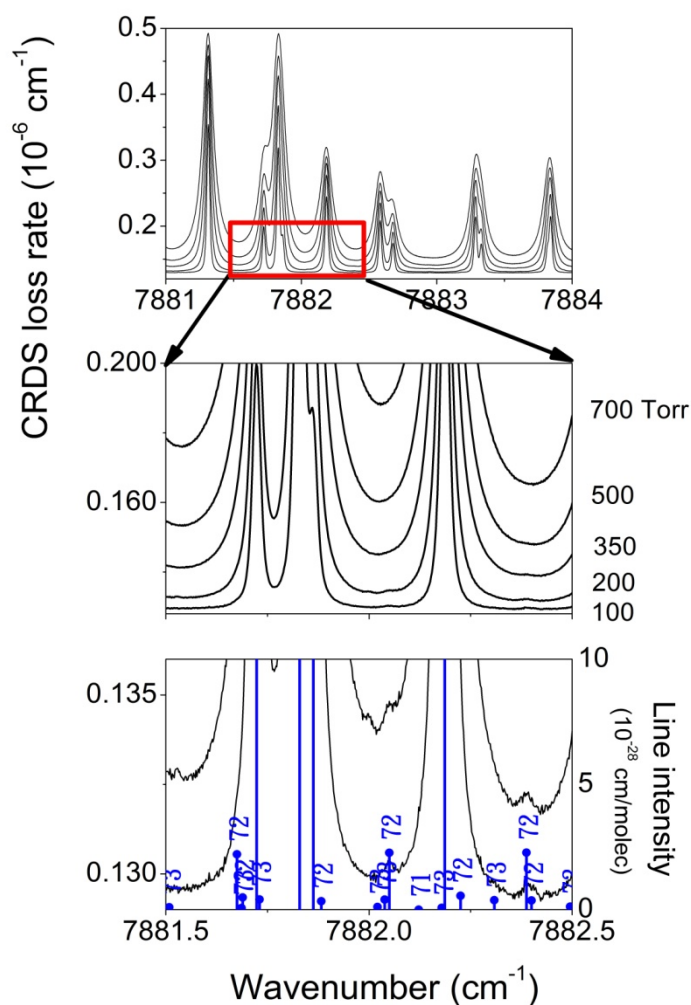 CRDS loss rate (10⁻⁶ cm⁻¹)
0.5
0.4
0.3
0.2
7881 7882 7883 7884
0.200
0.160
700 Torr
500
350
200
100
0.135
0.130
10
5
0
Line intensity
(10⁻²⁸ cm/molec)
73 72 73 72 72 71 72 73 72
7881.5 7882.0 7882.5
Wavenumber (cm⁻¹)